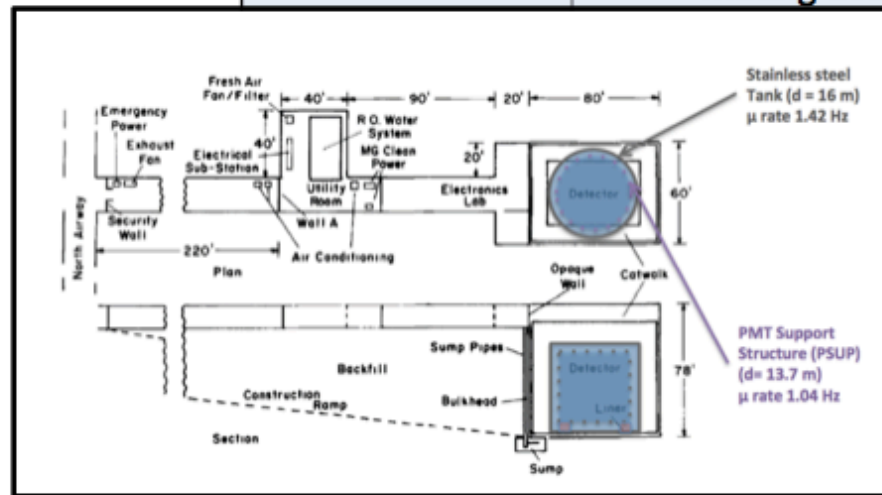 Fresh Air
Fan/Filter
40'
90'
20'
80'
Stainless steel
Tank (d = 16 m)
μ rate 1.42 Hz
Emergency
Power
Exhaust
Fan
40'
Electrical
Sub-Station
R.O. Water
System
MG Clean
Power
20'
Utility
Room
Electronics
Lab
Detector
60'
North Airway
Security
Wall
Wall A
220'
Air Conditioning
Plan
Opaque
Wall
Catwalk
Sump Pipes
Backfill
Detector
78'
PMT Support
Structure (PSUP)
(d= 13.7 m)
μ rate 1.04 Hz
Construction
Ramp
Bulkhead
Liner
Section
Sump